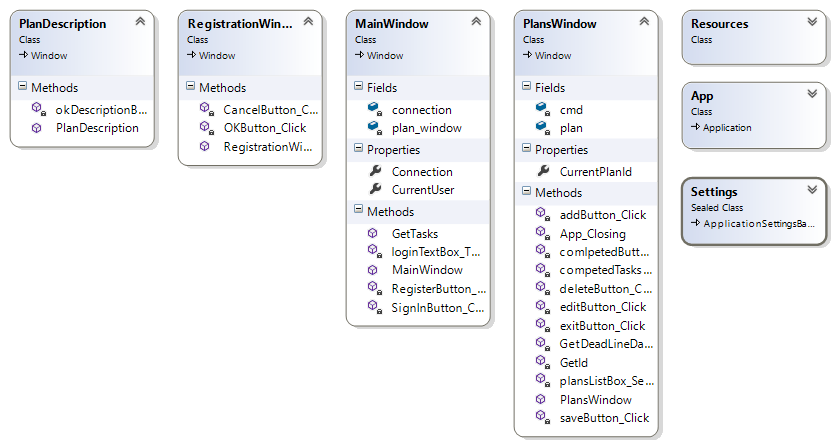 PlanDescription
Class
Window
Methods
okDescriptionB...
PlanDescription
RegistrationWin...
Class
Window
Methods
CancelButton_C...
OKButton_Click
RegistrationWi...
MainWindow
Class
Window
Fields
connection
plan_window
Properties
Connection
CurrentUser
Methods
GetTasks
loginTextBox_T...
MainWindow
RegisterButton_...
SignInButton_C...
PlansWindow
Class
Window
Fields
cmd
plan
Properties
CurrentPlanId
Methods
addButton_Click
App_Closing
comlpetedButt...
competedTasks...
deleteButton_C...
editButton_Click
exitButton_Click
GetDeadLineDa...
GetId
plansListBox_Se...
PlansWindow
saveButton_Click
Resources
Class
App
Class
Application
Settings
Sealed Class
ApplicationSettingsBa...